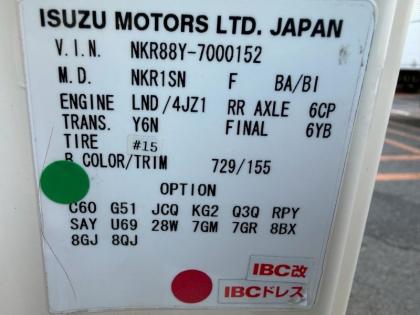 ISUZU MOTORS LTD. JAPAN
V.I.N. NKR88Y-7000152
M.D. NKR1SN F BA/BI
ENGINE LND/4JZ1 RR AXLE 6CP
TRANS. Y6N FINAL 6YB
TIRE #15
B.COLOR/TRIM 729/155
OPTION
C60 G51 JCQ KG2 Q3Q RPY
SAY U69 28W 7GM 7GR 8BX
8GJ 8QJ
IBC改
IBCドレス